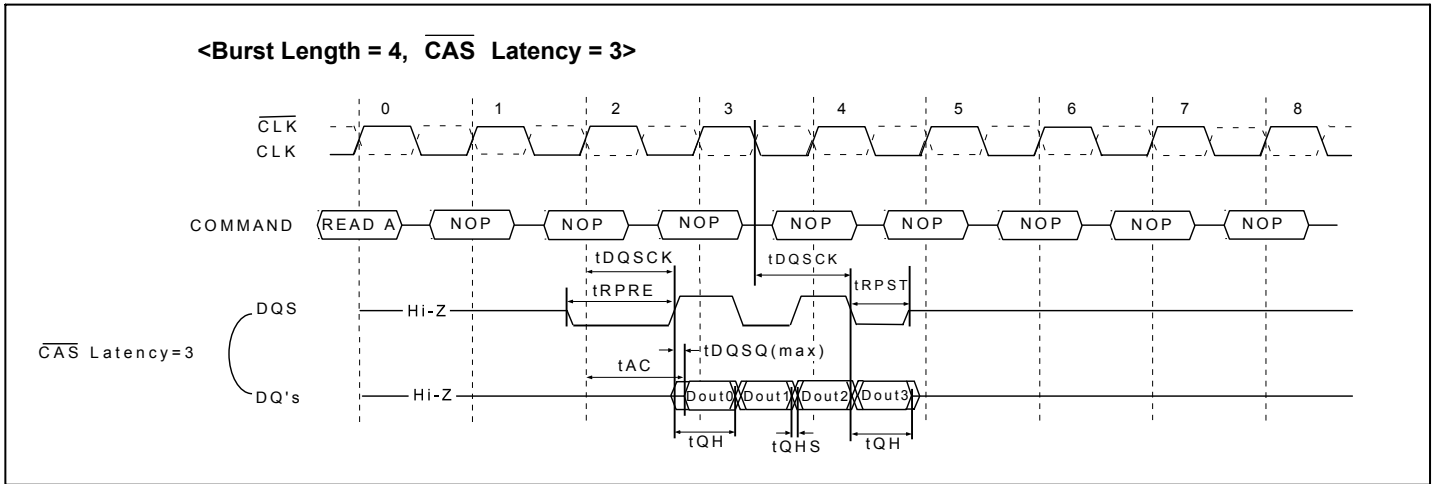 <Burst Length = 4, CAS Latency = 3>
0 1 2 3 4 5 6 7 8
CLK
CLK
COMMAND READ A NOP NOP NOP NOP NOP NOP NOP NOP
tDQSCK tDQSCK
tRPRE tRPST
DQS Hi-Z
CAS Latency=3
tDQSQ(max)
tAC
DQ's Hi-Z Dout0 Dout1 Dout2 Dout3
tQH tQHS tQH